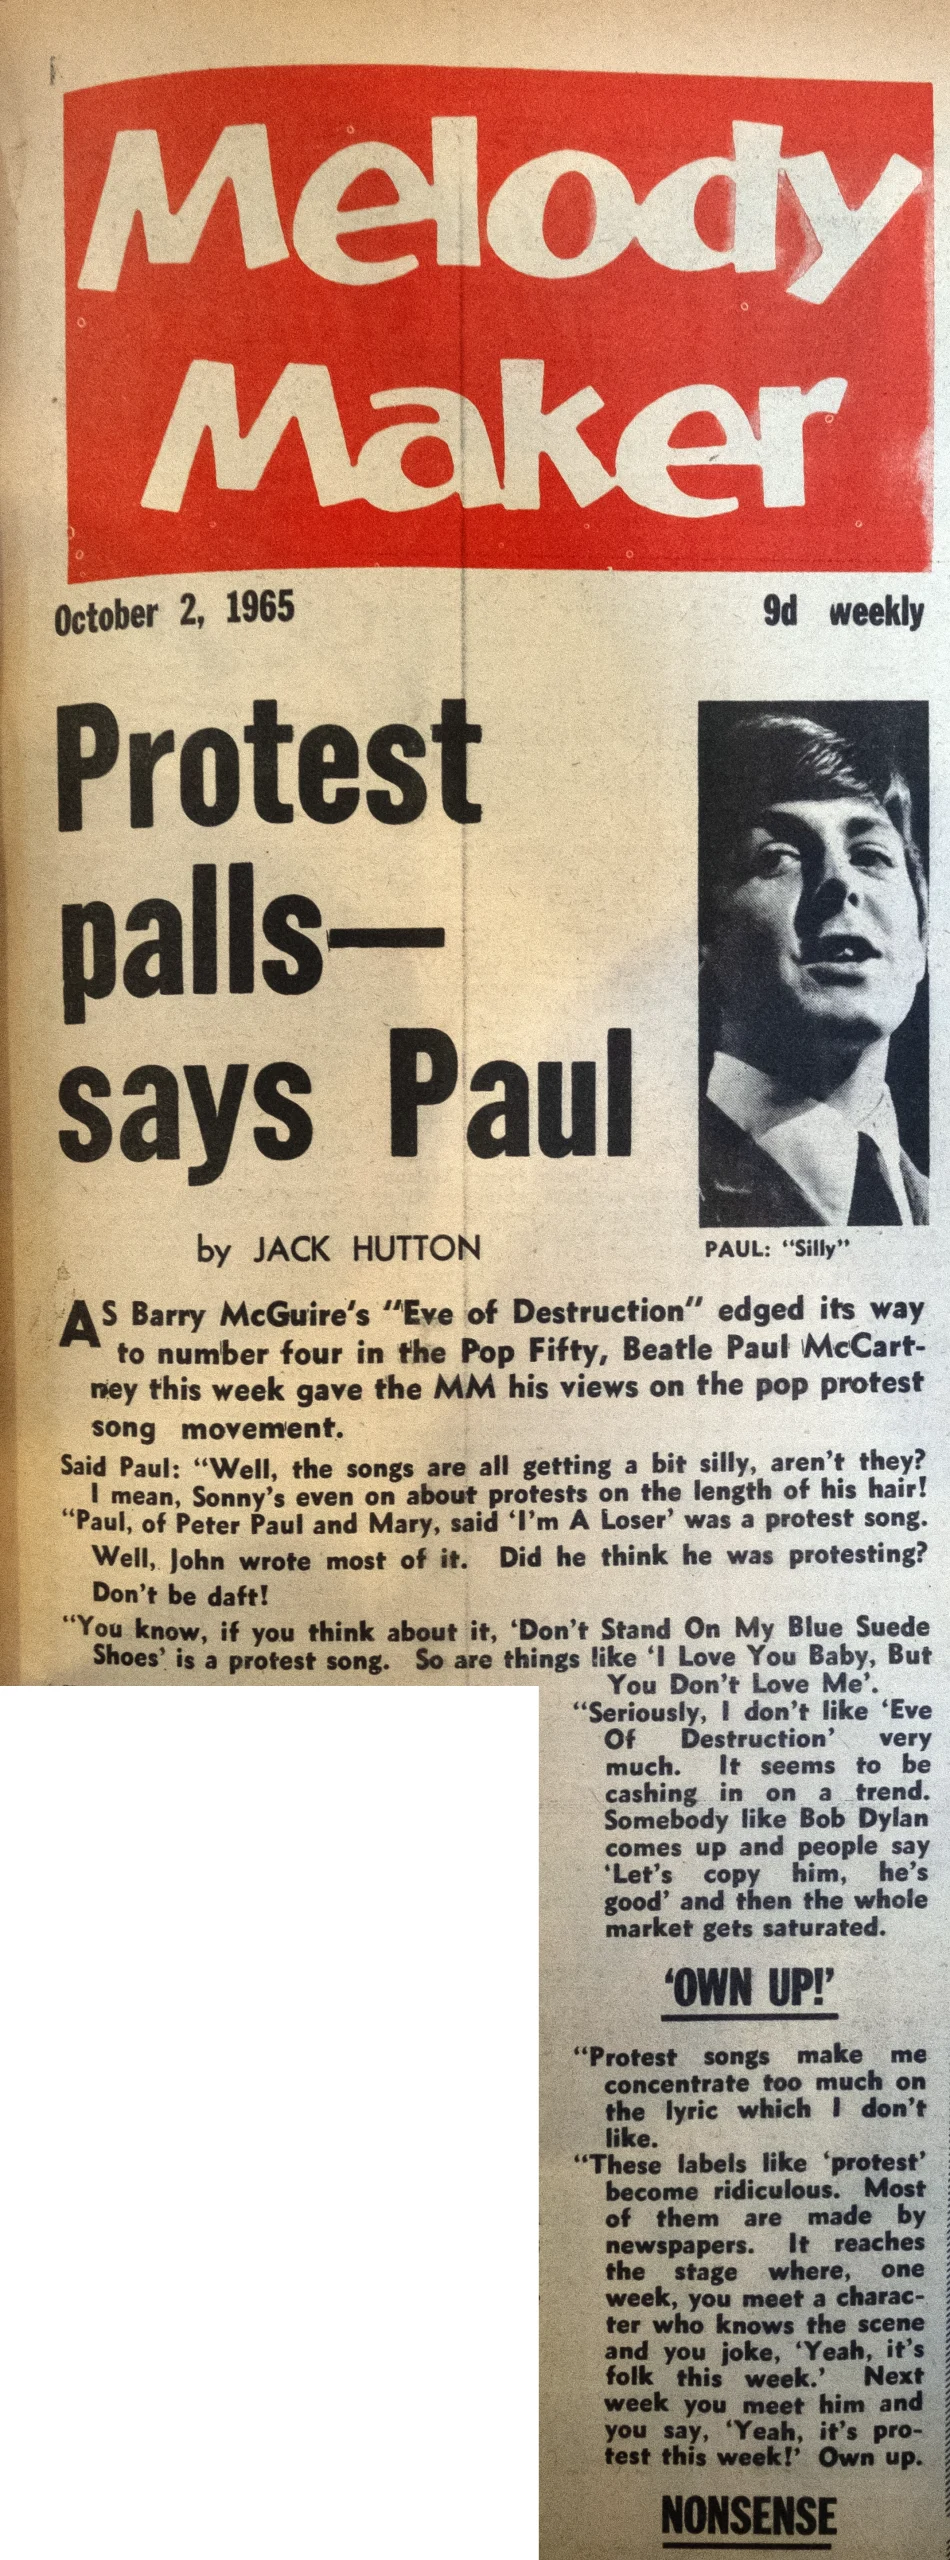 Melody
Maker
October 2, 1965
9d weekly
Protest
palls—
says Paul
by JACK HUTTON
PAUL: “Silly”
AS Barry McGuire's “Eve of Destruction” edged its way
to number four in the Pop Fifty, Beatle Paul McCart-
ney this week gave the MM his views on the pop protest
song movement.
Said Paul: “Well, the songs are all getting a bit silly, aren't they?
I mean, Sonny's even on about protests on the length of his hair!
“Paul, of Peter Paul and Mary, said ‘I'm A Loser’ was a protest song.
Well, John wrote most of it. Did he think he was protesting?
Don't be daft!
“You know, if you think about it, ‘Don't Stand On My Blue Suede
Shoes’ is a protest song. So are things like ‘I Love You Baby, But
You Don't Love Me’.
“Seriously, I don't like ‘Eve
Of Destruction’ very
much. It seems to be
cashing in on a trend.
Somebody like Bob Dylan
comes up and people say
‘Let's copy him, he's
good’ and then the whole
market gets saturated.
‘OWN UP!’
“Protest songs make me
concentrate too much on
the lyric which I don't
like.
“These labels like ‘protest’
become ridiculous. Most
of them are made by
newspapers. It reaches
the stage where, one
week, you meet a charac-
ter who knows the scene
and you joke, ‘Yeah, it's
folk this week.’ Next
week you meet him and
you say, ‘Yeah, it's pro-
test this week!’ Own up.
NONSENSE